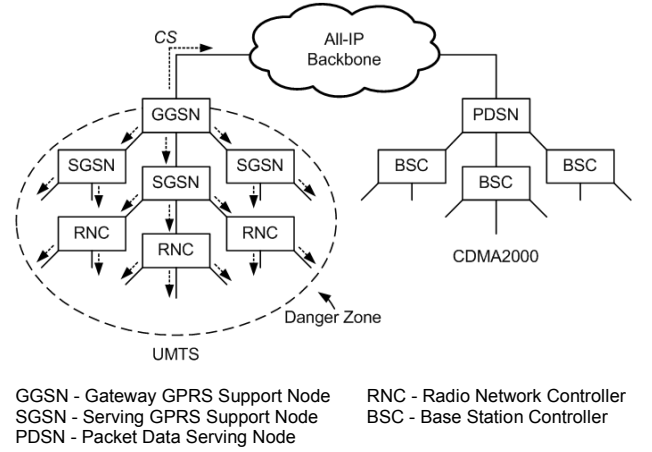 CS
All-IP
Backbone
GGSN
PDSN
SGSN
SGSN
SGSN
BSC
BSC
BSC
RNC
RNC
RNC
CDMA2000
Danger Zone
UMTS
GGSN - Gateway GPRS Support Node
SGSN - Serving GPRS Support Node
PDSN - Packet Data Serving Node
RNC - Radio Network Controller
BSC - Base Station Controller